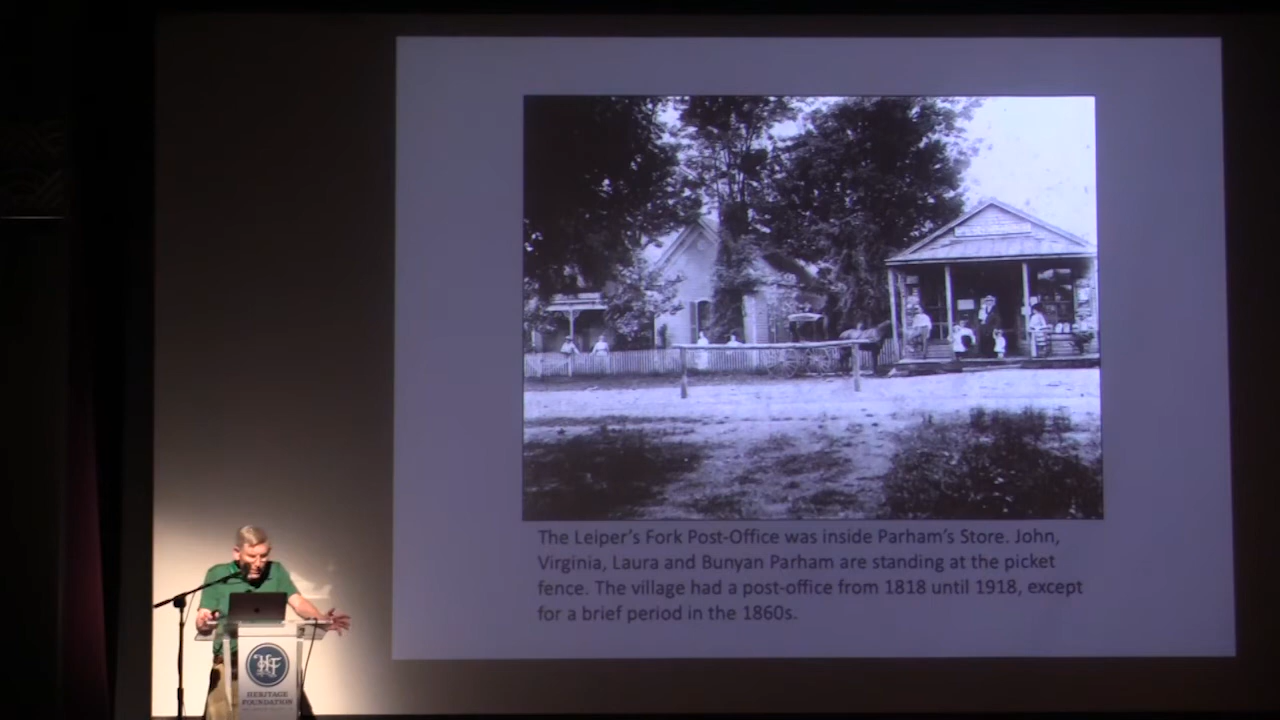 The Leiper's Fork Post-Office was inside Parham's Store. John,
Virginia, Laura and Bunyan Parham are standing at the picket
fence. The village had a post-office from 1818 until 1918, except
for a brief period in the 1860s.
HF
HERITAGE
FOUNDATION